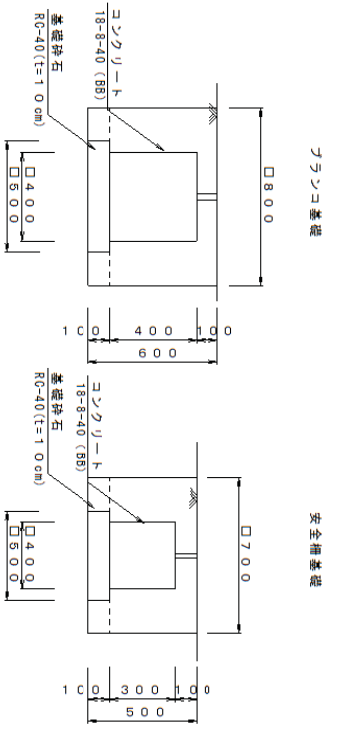 ブランコ基礎
□800
コンクリート
18-8-40 (BB)
基礎砕石
RC-40(t=10cm)
□400
□500
100
400
100
600
安全柵基礎
□700
コンクリート
18-8-40 (BB)
基礎砕石
RC-40(t=10cm)
□400
□500
100
300
100
500